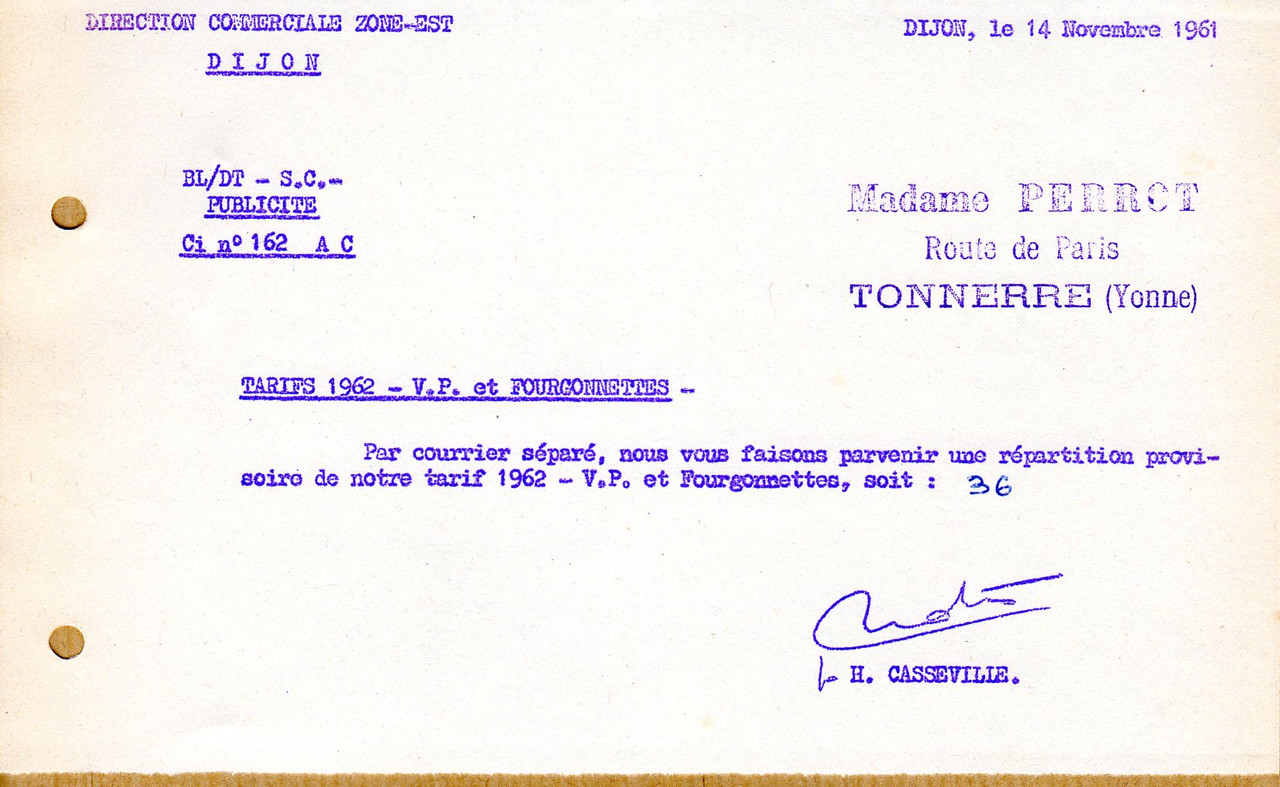 DIRECTION COMMERCIALE ZONE-EST
DIJON, le 14 Novembre 1961
D I J O N
BL/DT - S.C.-
PUBLICITE
Ci n° 162 A C
Madame PERROT
Route de Paris
TONNERRE (Yonne)
TARIFS 1962 - V.P. et FOURGONNETTES -
Par courrier séparé, nous vous faisons parvenir une répartition provi-
soire de notre tarif 1962 - V.P. et Fourgonnettes, soit : 36
H. CASSEVILLE.